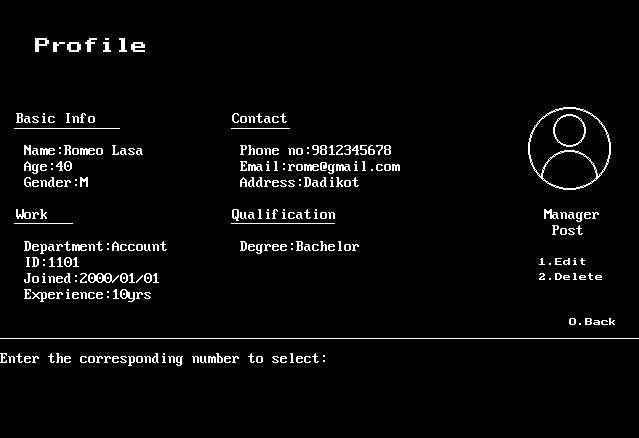 Profile
Basic Info
Name:Romeo Lasa
Age:40
Gender:M
Contact
Phone no:9812345678
Email:rome@gmail.com
Address:Dadikot
Work
Department:Account
ID:1101
Joined:2000/01/01
Experience:10yrs
Qualification
Degree:Bachelor
Manager
Post
1.Edit
2.Delete
0.Back
Enter the corresponding number to select: